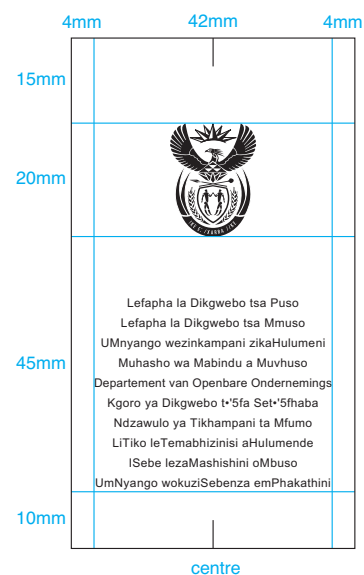 4mm 42mm 4mm
15mm
20mm
Lefapha la Dikgwebo tsa Puso
Lefapha la Dikgwebo tsa Mmuso
UMnyango wezinkampani zikaHulumeni
Muhasho wa Mabindu a Muvhuso
45mm
Departement van Openbare Ondernemings
Kgoro ya Dikgwebo t•'5fa Set•'5fhaba
Ndzawulo ya Tikhampani ta Mfumo
LiTiko leTemabhizinisi aHulumende
ISebe lezaMashishini oMbuso
UmNyango wokuziSebenza emPhakathini
10mm
centre